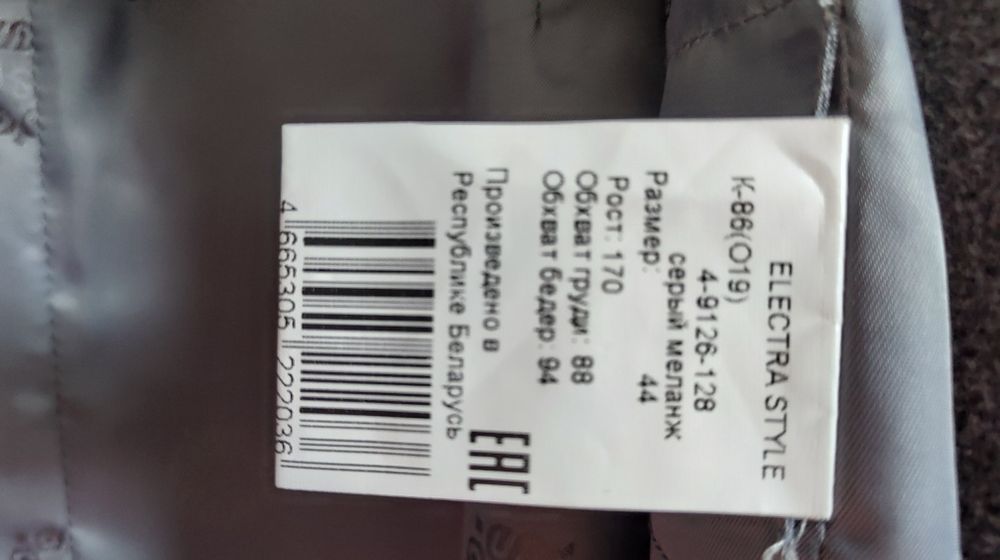 ELECTRA STYLE
К-86(О19)
4-9126-128
серый меланж
Размер: 44
Рост: 170
Обхват груди: 88
Обхват бедер: 94
Произведено в
Республике Беларусь
EAC
4 665305 222036